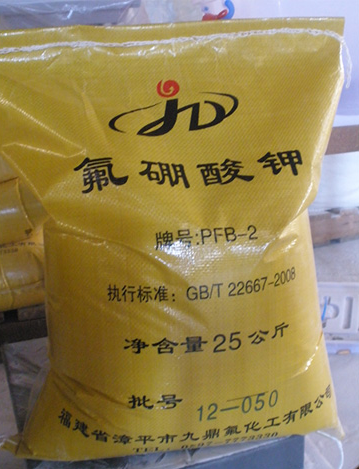 氟硼酸钾
牌号:PFB-2
执行标准: GB/T 22667-2008
净含量25公斤
批号 12-050
福建省漳平市九鼎氟化工有限公司